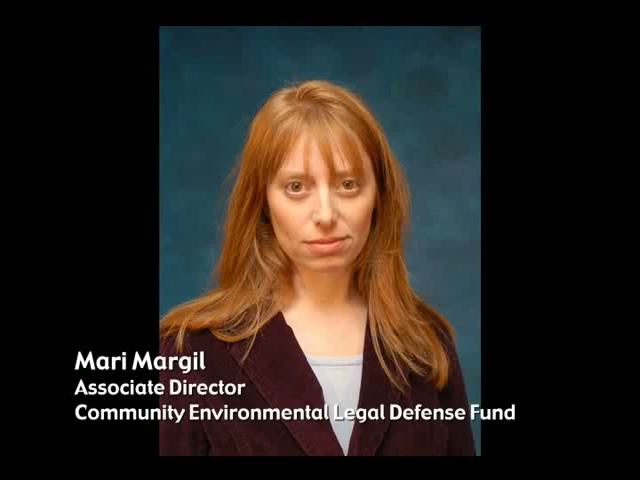 Mari Margil
Associate Director
Community Environmental Legal Defense Fund